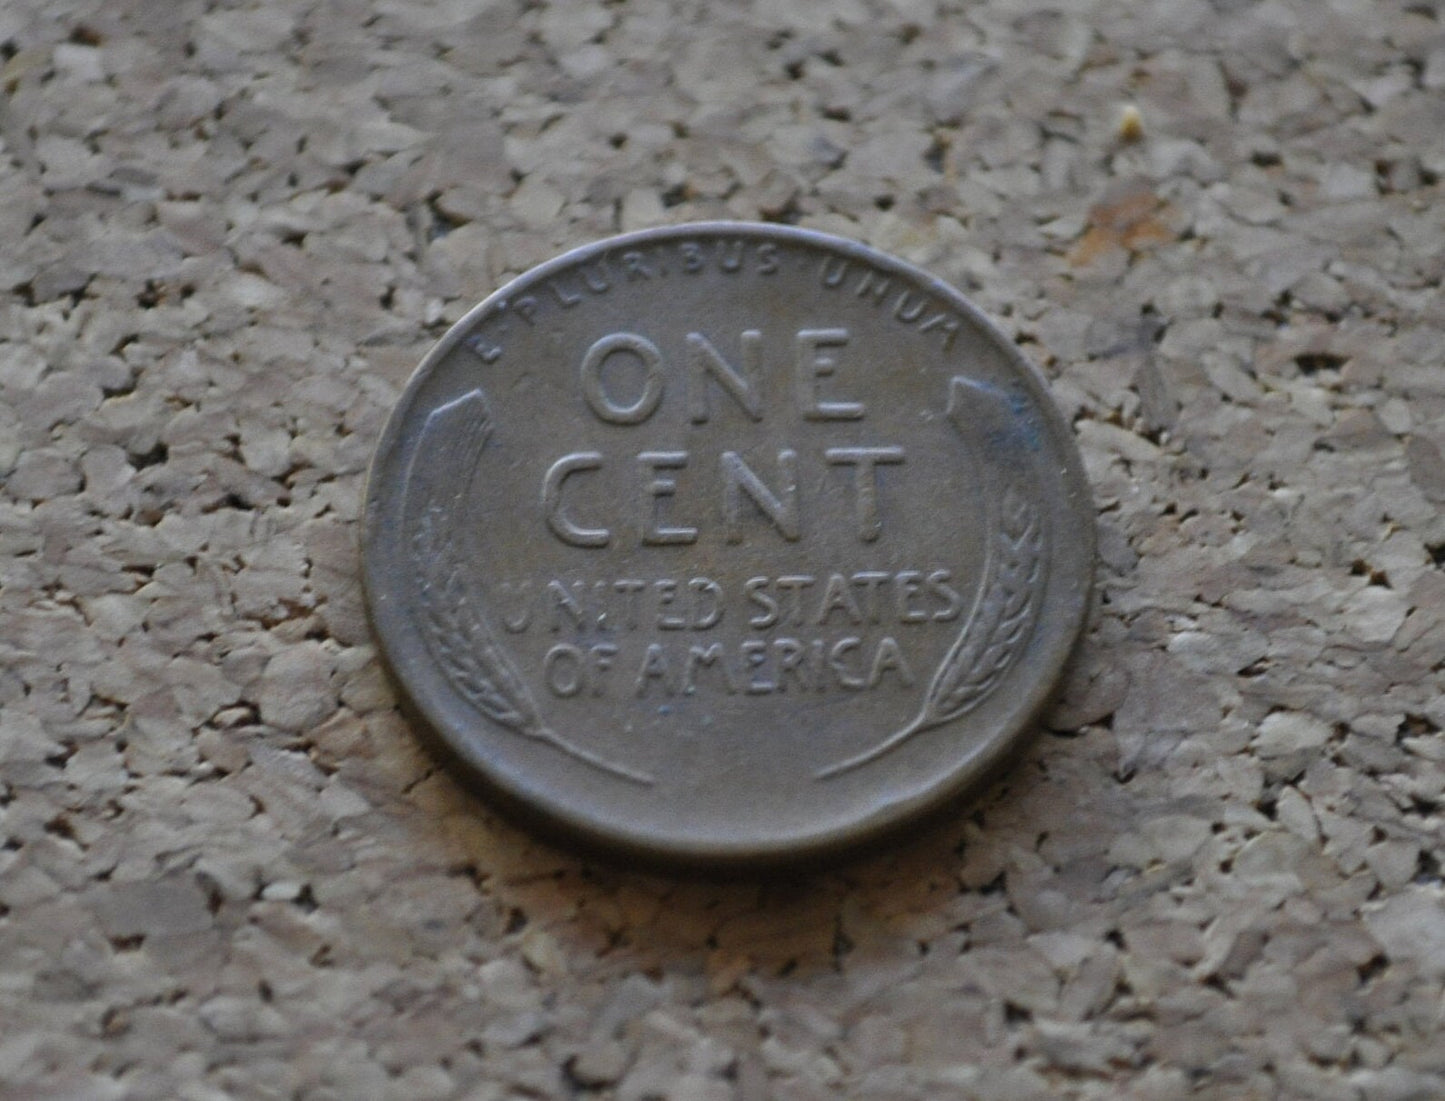 E·PLURIBUS·UNUM
ONE
CENT
UNITED STATES
OF AMERICA